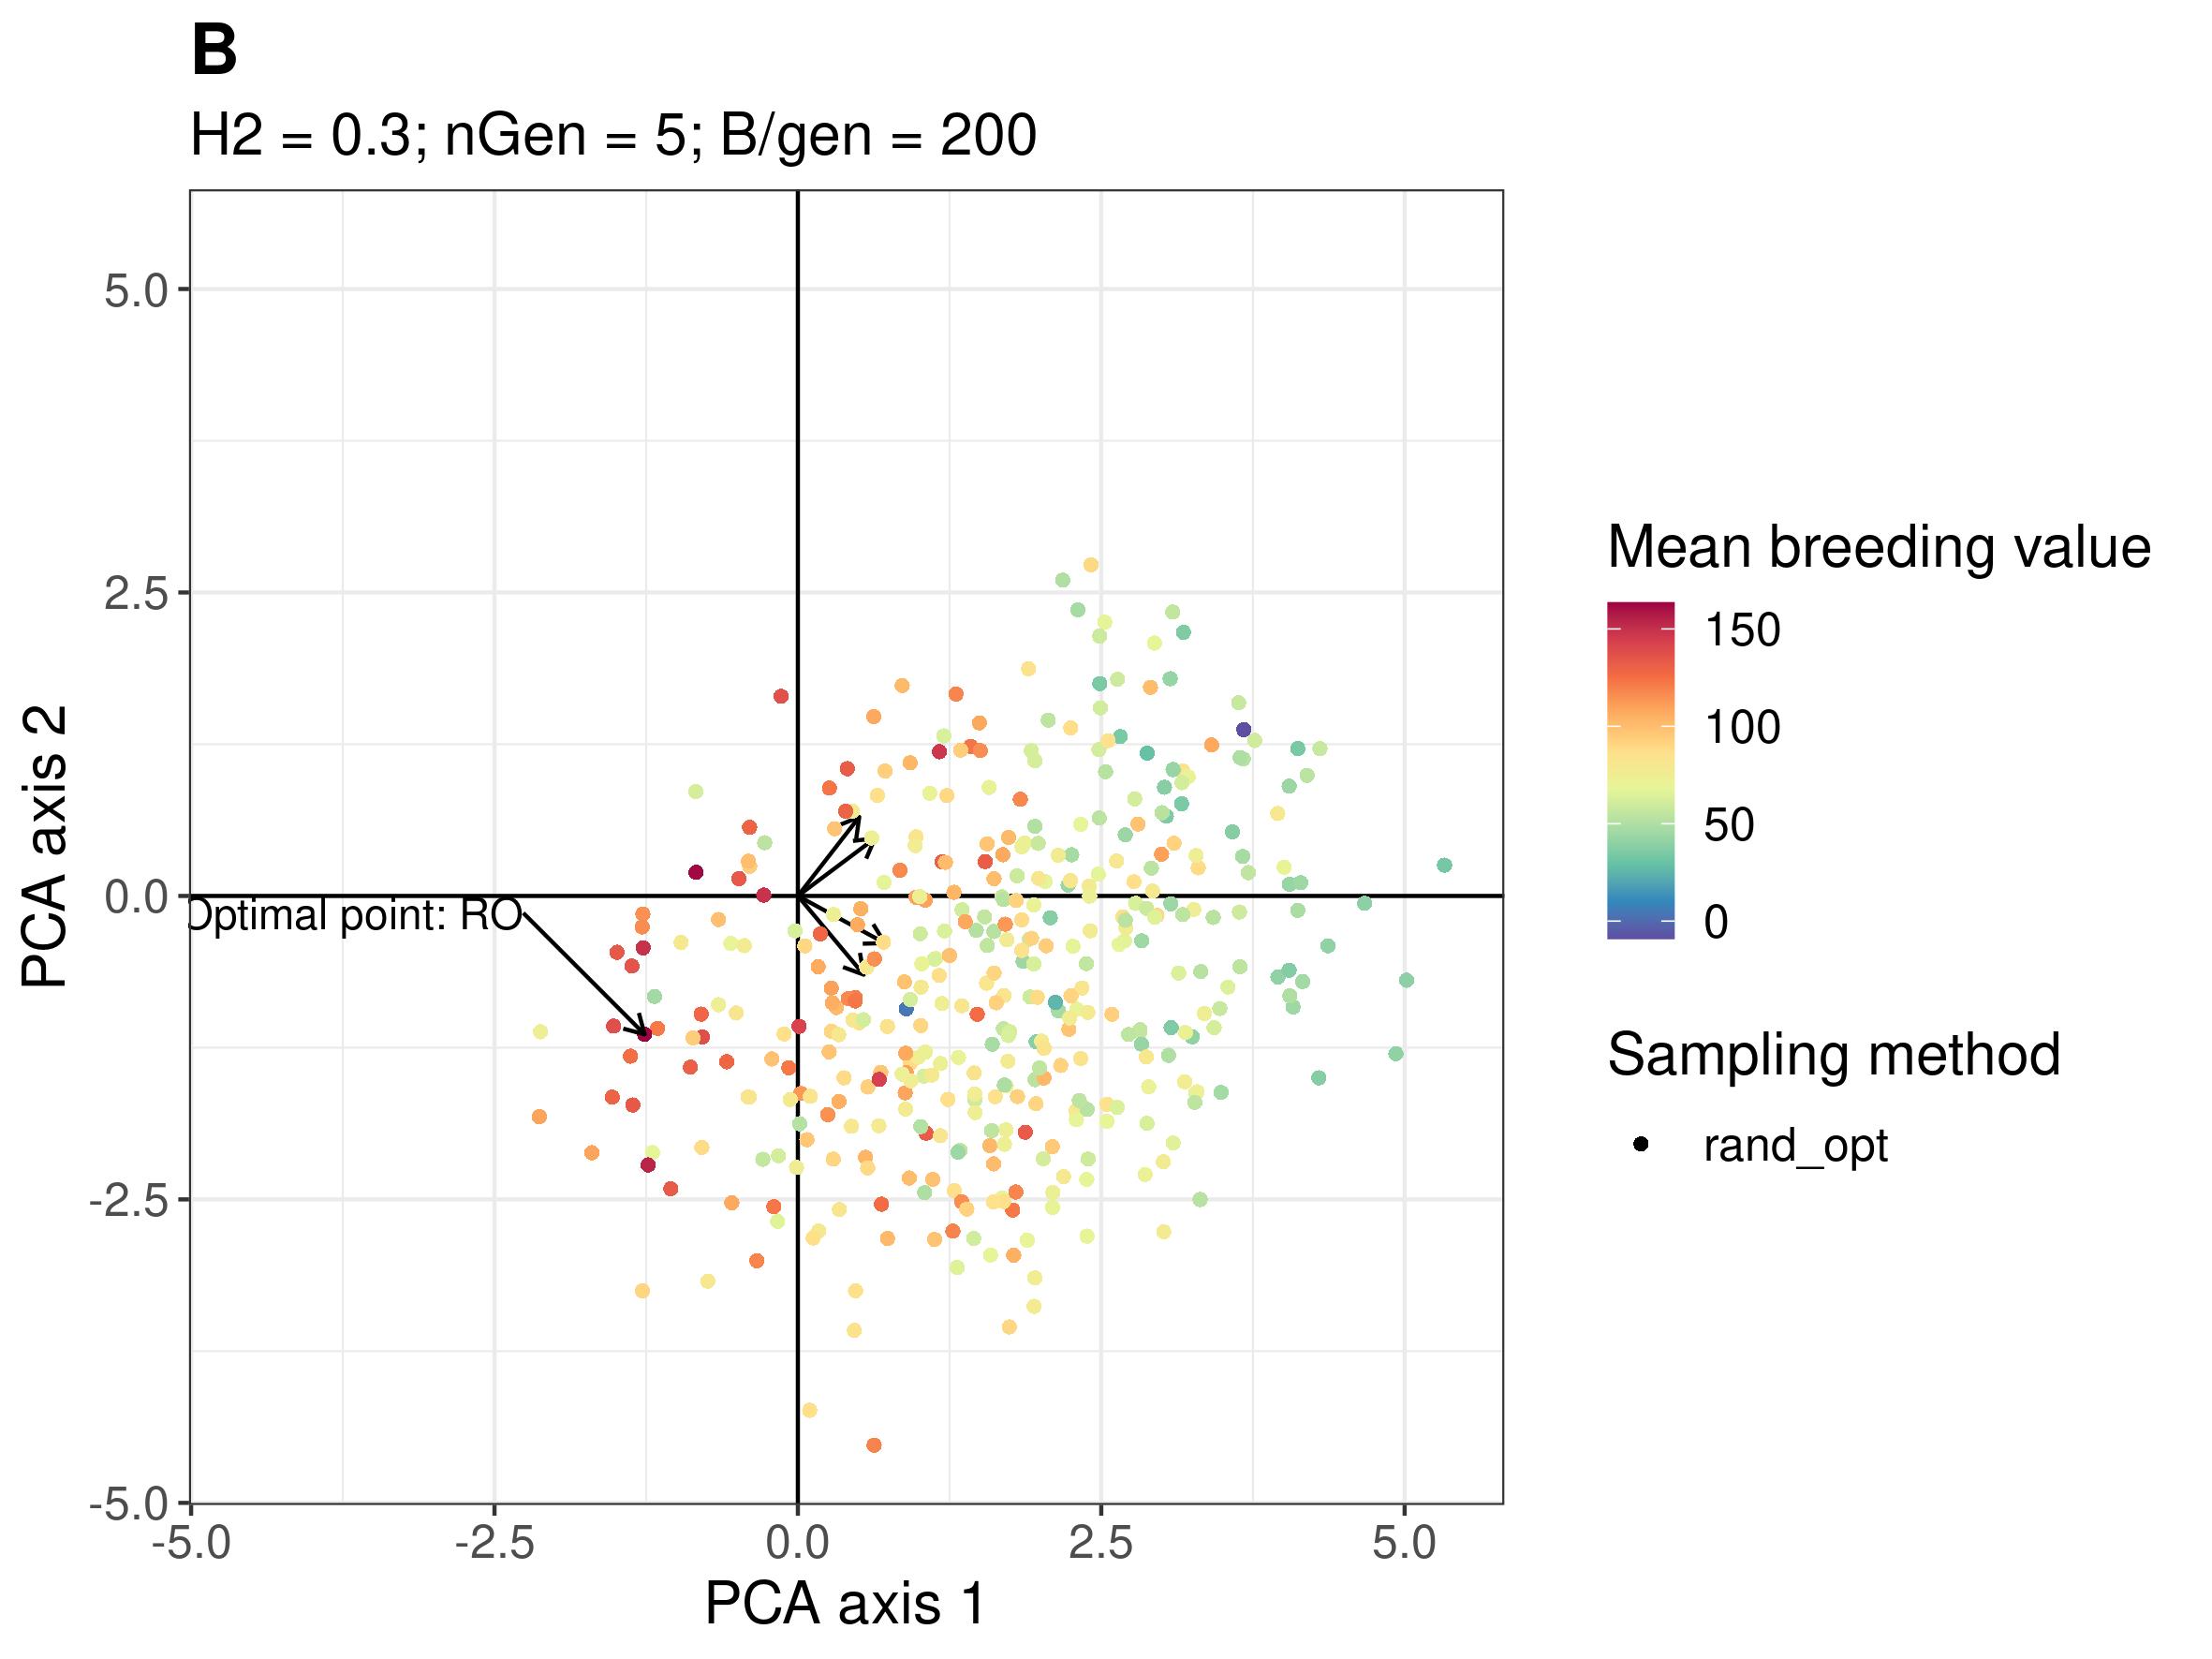 B
H2 = 0.3; nGen = 5; B/gen = 200
PCA axis 2
5.0
2.5
0.0
-2.5
-5.0
Optimal point: RO
-5.0
-2.5
0.0
2.5
5.0
PCA axis 1
Mean breeding value
150
100
50
0
Sampling method
rand_opt